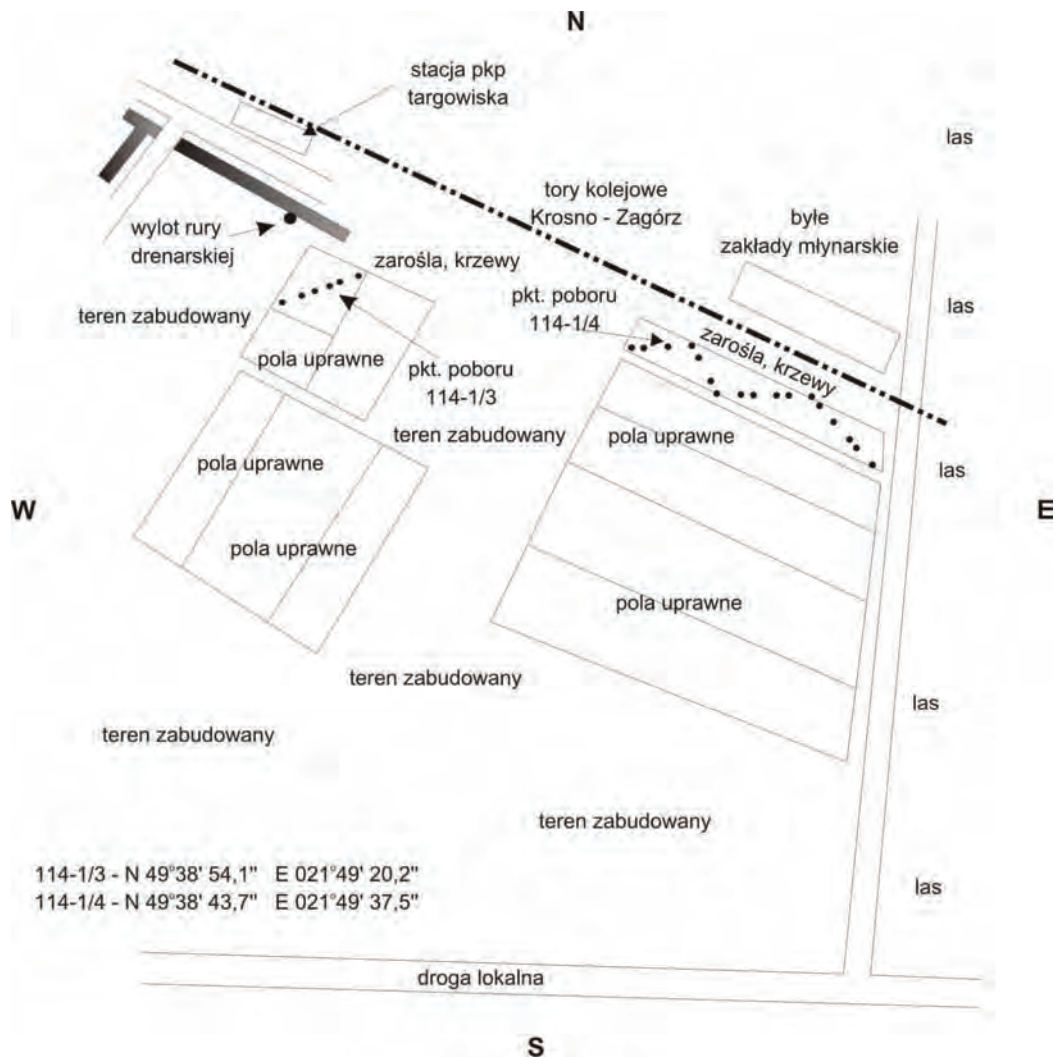 N
stacja pkp
targowiska
las
tory kolejowe
Krosno - Zagórz
byłe
zakłady młynarskie
wylot rury
drenarskiej
zarośla, krzewy
teren zabudowany
pkt. poboru
114-1/4
las
zarośla, krzewy
pola uprawne
pkt. poboru
114-1/3
teren zabudowany
pola uprawne
pola uprawne
las
W
E
pola uprawne
pola uprawne
teren zabudowany
las
teren zabudowany
teren zabudowany
114-1/3 - N 49°38' 54,1" E 021°49' 20,2"
114-1/4 - N 49°38' 43,7" E 021°49' 37,5"
las
droga lokalna
S